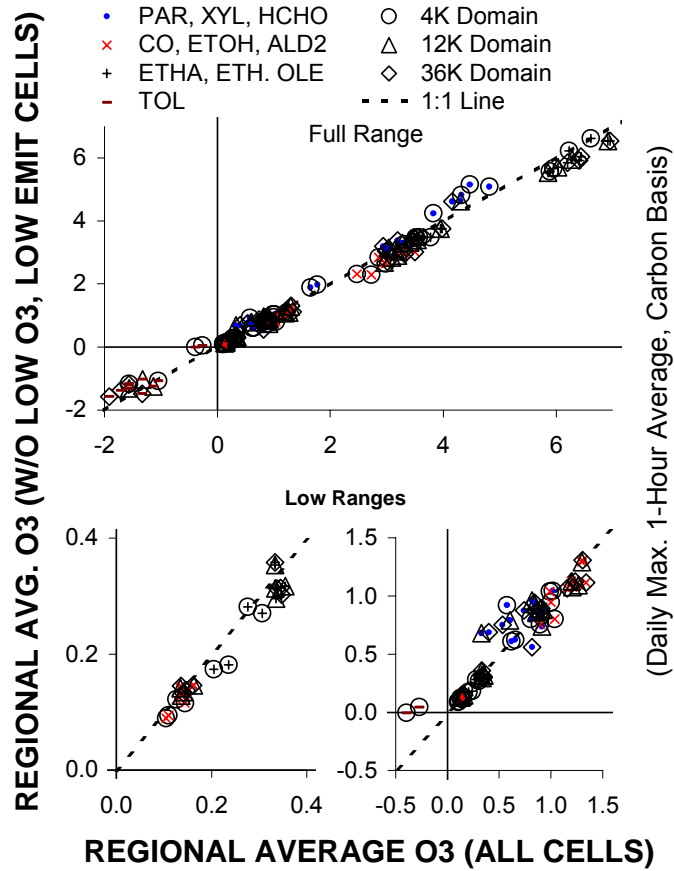 PAR, XYL, HCHO
4K Domain
CO, ETOH, ALD2
12K Domain
ETHA, ETH. OLE
36K Domain
TOL
1:1 Line
REGIONAL AVG. O3 (W/O LOW O3, LOW EMIT CELLS)
Full Range
6
4
2
0
-2
-2 0 2 4 6
(Daily Max. 1-Hour Average, Carbon Basis)
Low Ranges
0.4
0.2
0.0
0.0 0.2 0.4
1.5
1.0
0.5
0.0
-0.5
-0.5 0.0 0.5 1.0 1.5
REGIONAL AVERAGE O3 (ALL CELLS)